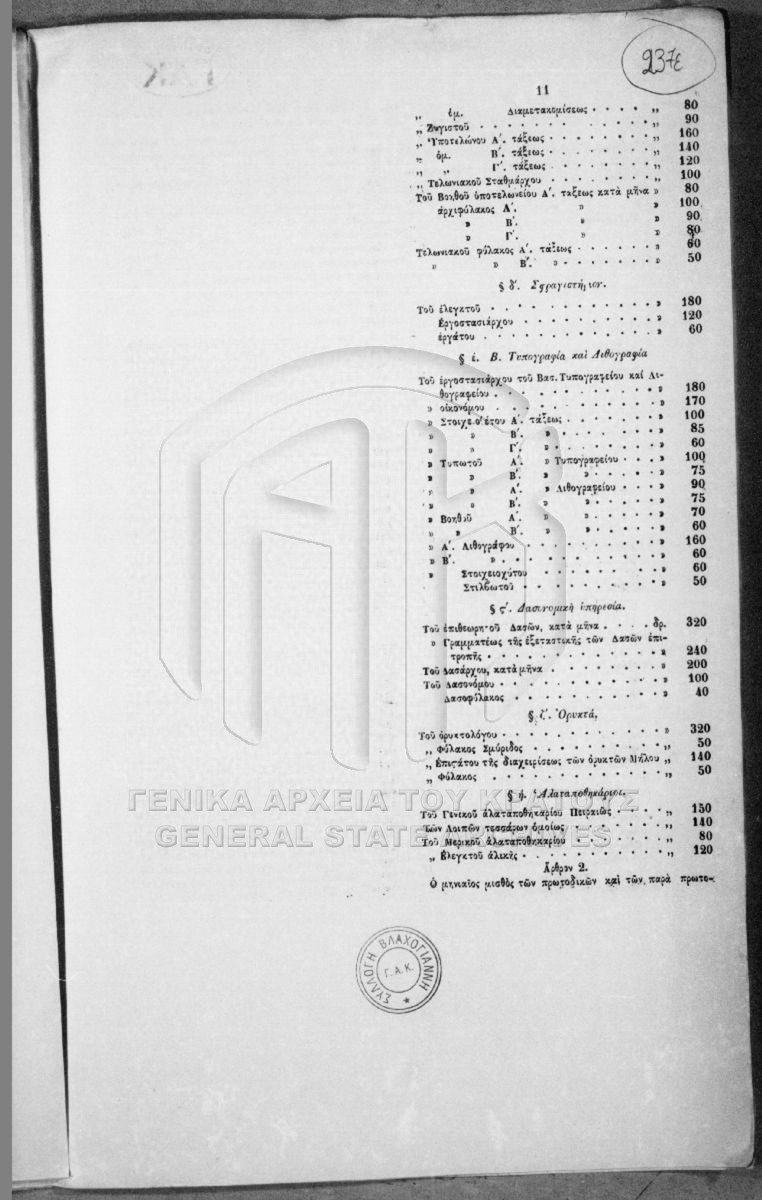 237ε
11
„ ὁμ. Διαμετακομίσεως . . . . „ 80
„ Ζυγιστοῦ . . . . . . . . . . . „ 90
„ Ὑποτελώνου Α΄. τάξεως . . . . . . . „ 160
„ ὁμ. Β΄. τάξεως . . . . . . . „ 140
„ „ Γ΄. τάξεως . . . . . . . „ 120
„ Τελωνιακοῦ Σταθμάρχου . . . . . . . „ 100
Τοῦ Βοηθοῦ ὑποτελωνείου Α΄. τάξεως κατὰ μῆνα » 80
ἀρχιφύλακος Α΄. » » 100
» Β΄. » » 90
» Γ΄. » » 80
Τελωνιακοῦ φύλακος Α΄. τάξεως . . . . . . » 60
» » Β΄. » . . . . . . . » 50
§ δ΄. Σφραγιστήριον.
Τοῦ ἐλεγκτοῦ . . . . . . . . . . . » 180
Ἐργοστασιάρχου . . . . . . . . . » 120
ἐργάτου . . . . . . . . . . . » 60
§ έ. Β. Τυπογραφία καὶ Λιθογραφία
Τοῦ ἐργοστασιάρχου τοῦ Βασ. Τυπογραφείου καὶ Λι-
θογραφείου . . . . . . . . . . . » 180
» οἰκονόμου . . . . . . . . . . . » 170
» Στοιχειοθέτου Α΄. τάξεως . . . . . . » 100
» » Β΄. » . . . . . . . » 85
» » Γ΄. » . . . . . . . » 60
» Τυπωτοῦ Α΄. » Τυπογραφείου . . . » 100
» » Β΄. » » . . . . » 75
» » Α΄. » Λιθογραφείου . . . » 90
» » Β΄. » » . . . . » 75
» Βοηθοῦ Α΄. » » . . . . » 70
» » Β΄. » » . . . . » 60
» Α΄. Λιθογράφου . . . . . . . . . » 160
» Β΄. » . . . . . . . . . . » 60
» Στοιχειοχύτου . . . . . . . . » 60
Στιλβωτοῦ . . . . . . . . . » 50
§ ς΄. Δασονομικὴ ὑπηρεσία.
Τοῦ ἐπιθεωρητοῦ Δασῶν, κατὰ μῆνα . . . . δρ. 320
» Γραμματέως τῆς ἐξεταστικῆς τῶν Δασῶν ἐπι-
τροπῆς . . . . . . . . . . . . » 240
Τοῦ Δασάρχου, κατὰ μῆνα . . . . . . . » 200
Τοῦ Δασονόμου . . . . . . . . . . . » 100
Δασοφύλακος . . . . . . . . . . » 40
§ ζ΄. Ὀρυκτά.
Τοῦ ὀρυκτολόγου . . . . . . . . . . » 320
„ Φύλακος Σμύριδος . . . . . . . . . „ 50
„ Ἐπιστάτου τῆς διαχειρίσεως τῶν ὀρυκτῶν Μήλου „ 140
„ Φύλακος . . . . . . . . . . . . „ 50
§ ή. Ἁλαταποθηκάριοι.
Τοῦ Γενικοῦ ἁλαταποθηκαρίου Πειραιῶς . . . . „ 150
Τῶν Λοιπῶν τεσσάρων ὁμοίως . . . . . . . „ 140
Τοῦ Μερικοῦ ἁλαταποθηκαρίου . . . . . . „ 80
„ Ἐλεγκτοῦ ἁλικῆς . . . . . . . . . . „ 120
Ἄρθρον 2.
Ὁ μηνιαῖος μισθὸς τῶν πρωτοδικῶν καὶ τῶν παρὰ πρωτο-
ΓΕΝΙΚΑ ΑΡΧΕΙΑ ΤΟΥ ΚΡΑΤΟΥΣ
GENERAL STATE ARCHIVES
ΣΥΛΛΟΓΗ ΒΛΑΧΟΓΙΑΝΝΗ
Γ.Α.Κ.